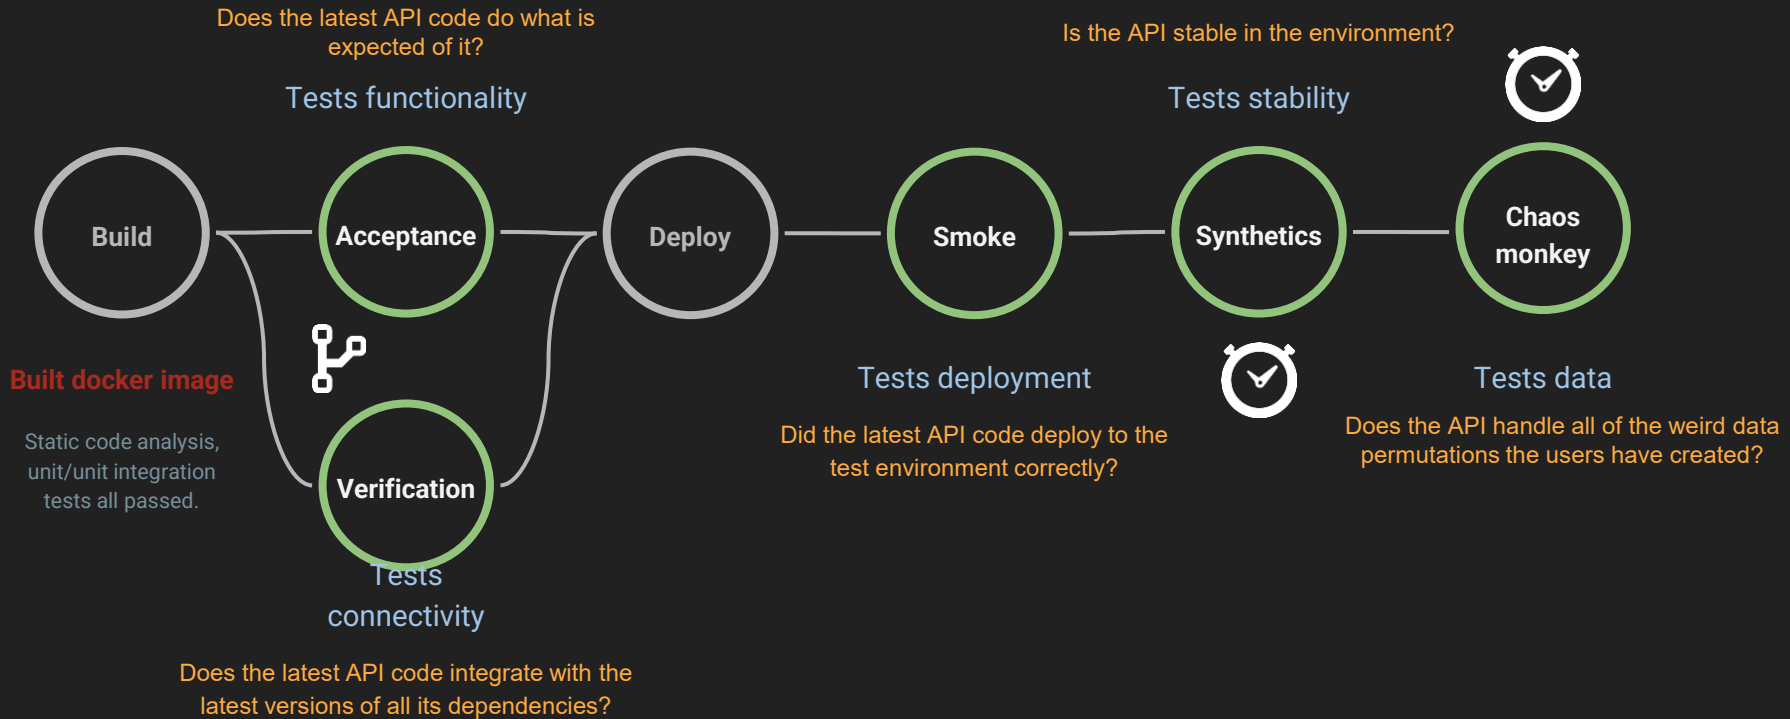 Does the latest API code do what is
expected of it?
Tests functionality
Is the API stable in the environment?
Tests stability
Build
Acceptance
Deploy
Smoke
Synthetics
Chaos
monkey
Built docker image
Static code analysis,
unit/unit integration
tests all passed.
Verification
Tests
connectivity
Does the latest API code integrate with the
latest versions of all its dependencies?
Tests deployment
Did the latest API code deploy to the
test environment correctly?
Tests data
Does the API handle all of the weird data
permutations the users have created?